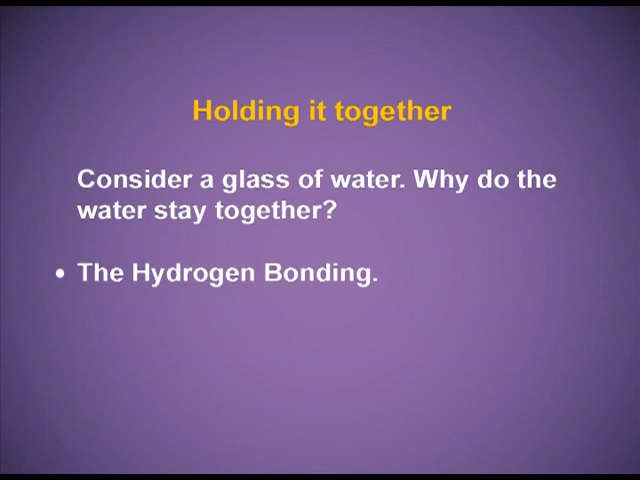 Holding it together
Consider a glass of water. Why do the
water stay together?
• The Hydrogen Bonding.